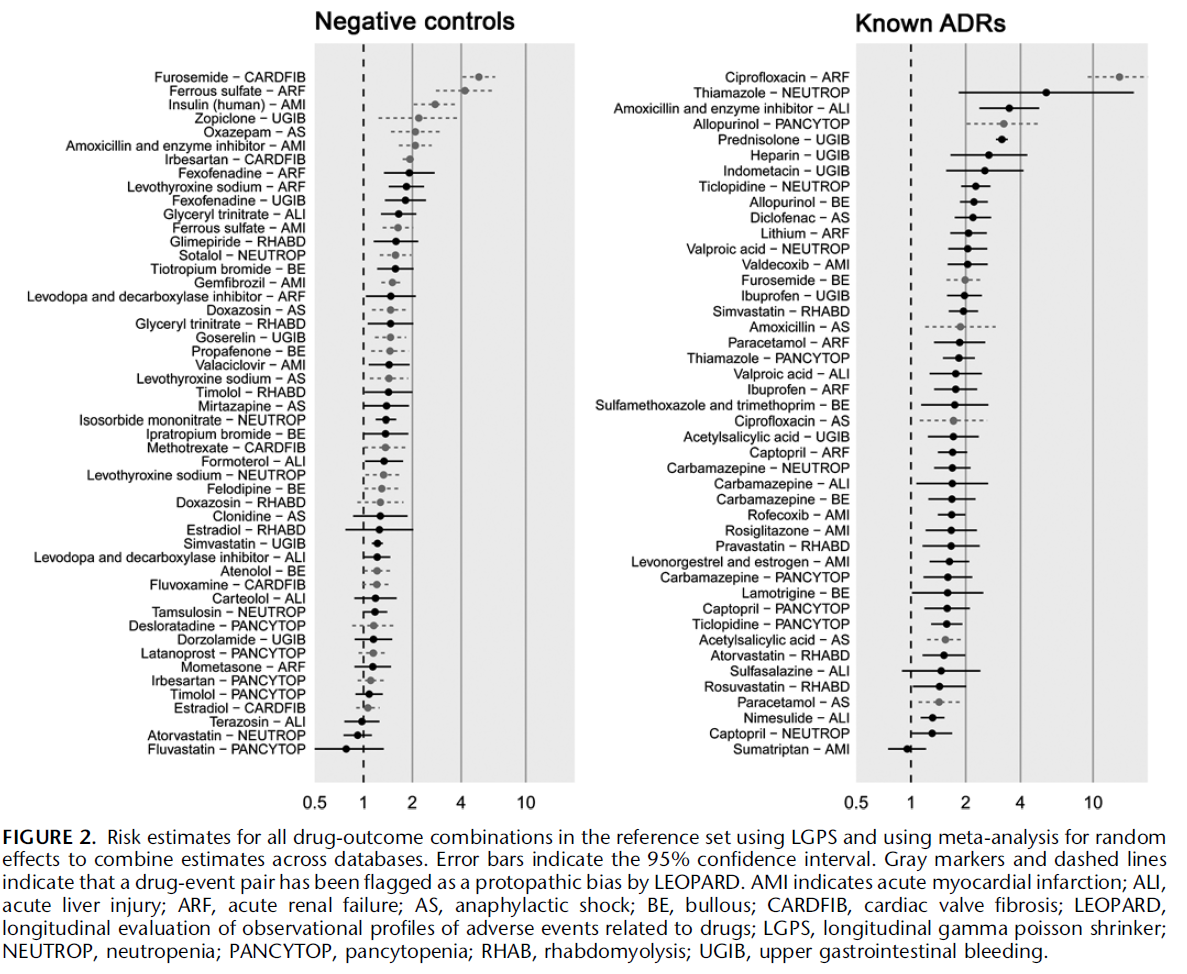 Negative controls
Furosemide − CARDFIB
Ferrous sulfate − ARF
Insulin (human) − AMI
Zopiclone − UGIB
Oxazepam − AS
Amoxicillin and enzyme inhibitor − AMI
Irbesartan − CARDFIB
Fexofenadine − ARF
Levothyroxine sodium − ARF
Fexofenadine − UGIB
Glyceryl trinitrate − ALI
Ferrous sulfate − AMI
Glimepiride − RHABD
Sotalol − NEUTROP
Tiotropium bromide − BE
Gemfibrozil − AMI
Levodopa and decarboxylase inhibitor − ARF
Doxazosin − AS
Glyceryl trinitrate − RHABD
Goserelin − UGIB
Propafenone − BE
Valaciclovir − AMI
Levothyroxine sodium − AS
Timolol − RHABD
Mirtazapine − AS
Isosorbide mononitrate − NEUTROP
Ipratropium bromide − BE
Methotrexate − CARDFIB
Formoterol − ALI
Levothyroxine sodium − NEUTROP
Felodipine − BE
Doxazosin − RHABD
Clonidine − AS
Estradiol − RHABD
Simvastatin − UGIB
Levodopa and decarboxylase inhibitor − ALI
Atenolol − BE
Fluvoxamine − CARDFIB
Carteolol − ALI
Tamsulosin − NEUTROP
Desloratadine − PANCYTOP
Dorzolamide − UGIB
Latanoprost − PANCYTOP
Mometasone − ARF
Irbesartan − PANCYTOP
Timolol − PANCYTOP
Estradiol − CARDFIB
Terazosin − ALI
Atorvastatin − NEUTROP
Fluvastatin − PANCYTOP
0.5 1 2 4 10
Known ADRs
Ciprofloxacin − ARF
Thiamazole − NEUTROP
Amoxicillin and enzyme inhibitor − ALI
Allopurinol − PANCYTOP
Prednisolone − UGIB
Heparin − UGIB
Indometacin − UGIB
Ticlopidine − NEUTROP
Allopurinol − BE
Diclofenac − AS
Lithium − ARF
Valproic acid − NEUTROP
Valdecoxib − AMI
Furosemide − BE
Ibuprofen − UGIB
Simvastatin − RHABD
Amoxicillin − AS
Paracetamol − ARF
Thiamazole − PANCYTOP
Valproic acid − ALI
Ibuprofen − ARF
Sulfamethoxazole and trimethoprim − BE
Ciprofloxacin − AS
Acetylsalicylic acid − UGIB
Captopril − ARF
Carbamazepine − NEUTROP
Carbamazepine − ALI
Carbamazepine − BE
Rofecoxib − AMI
Rosiglitazone − AMI
Pravastatin − RHABD
Levonorgestrel and estrogen − AMI
Carbamazepine − PANCYTOP
Lamotrigine − BE
Captopril − PANCYTOP
Ticlopidine − PANCYTOP
Acetylsalicylic acid − AS
Atorvastatin − RHABD
Sulfasalazine − ALI
Rosuvastatin − RHABD
Paracetamol − AS
Nimesulide − ALI
Captopril − NEUTROP
Sumatriptan − AMI
0.5 1 2 4 10
FIGURE 2. Risk estimates for all drug-outcome combinations in the reference set using LGPS and using meta-analysis for random
effects to combine estimates across databases. Error bars indicate the 95% confidence interval. Gray markers and dashed lines
indicate that a drug-event pair has been flagged as a protopathic bias by LEOPARD. AMI indicates acute myocardial infarction; ALI,
acute liver injury; ARF, acute renal failure; AS, anaphylactic shock; BE, bullous; CARDFIB, cardiac valve fibrosis; LEOPARD,
longitudinal evaluation of observational profiles of adverse events related to drugs; LGPS, longitudinal gamma poisson shrinker;
NEUTROP, neutropenia; PANCYTOP, pancytopenia; RHAB, rhabdomyolysis; UGIB, upper gastrointestinal bleeding.